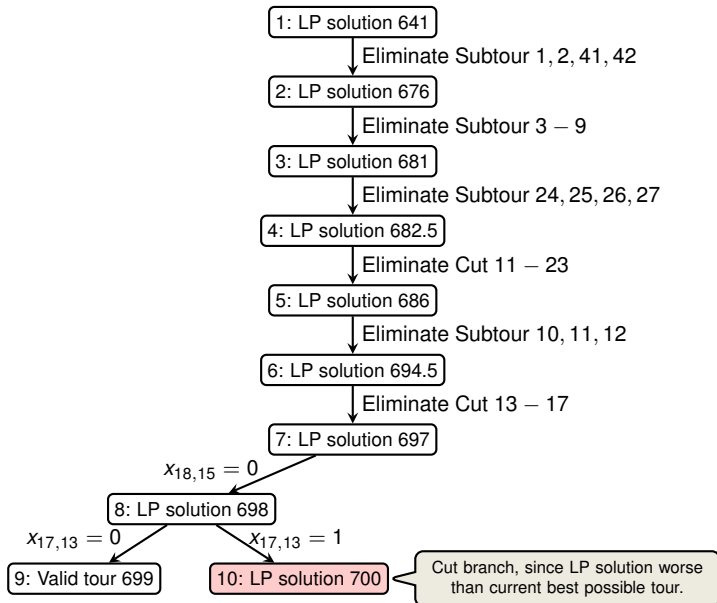 1: LP solution 641
Eliminate Subtour 1, 2, 41, 42
2: LP solution 676
Eliminate Subtour 3 − 9
3: LP solution 681
Eliminate Subtour 24, 25, 26, 27
4: LP solution 682.5
Eliminate Cut 11 − 23
5: LP solution 686
Eliminate Subtour 10, 11, 12
6: LP solution 694.5
Eliminate Cut 13 − 17
7: LP solution 697
x18,15 = 0
8: LP solution 698
x17,13 = 0
x17,13 = 1
9: Valid tour 699
10: LP solution 700
Cut branch, since LP solution worse
than current best possible tour.